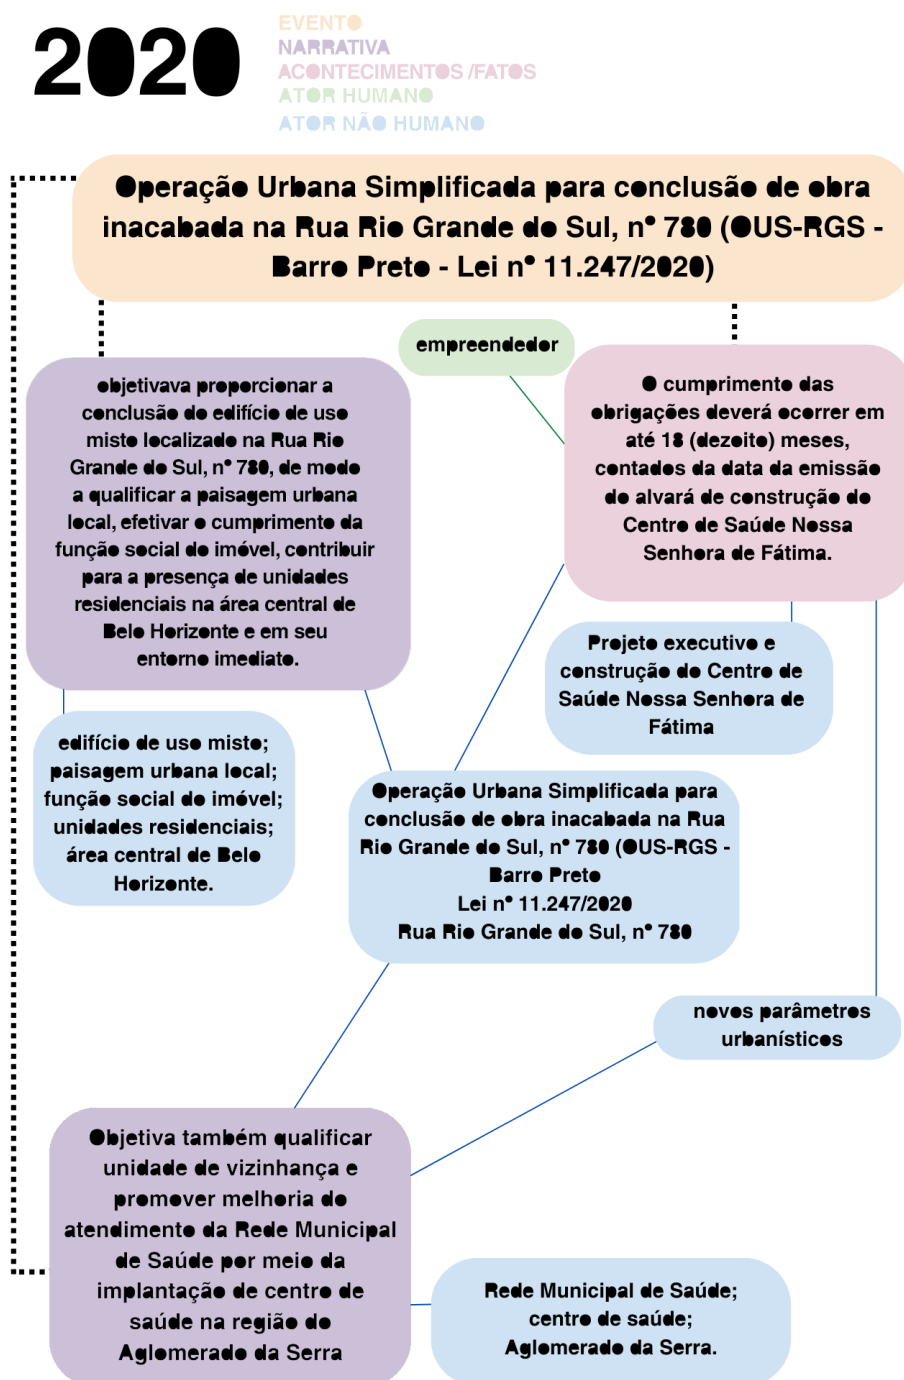 2020
EVENTO
NARRATIVA
ACONTECIMENTOS /FATOS
ATOR HUMANO
ATOR NÃO HUMANO
Operação Urbana Simplificada para conclusão de obra
inacabada na Rua Rio Grande do Sul, n° 780 (OUS-RGS -
Barro Preto - Lei n° 11.247/2020)
empreendedor
objetivava proporcionar a
conclusão do edifício de uso
misto localizado na Rua Rio
Grande do Sul, n° 780, de modo
a qualificar a paisagem urbana
local, efetivar o cumprimento da
função social do imóvel, contribuir
para a presença de unidades
residenciais na área central de
Belo Horizonte e em seu
entorno imediato.
O cumprimento das
obrigações deverá ocorrer em
até 18 (dezoito) meses,
contados da data da emissão
do alvará de construção do
Centro de Saúde Nossa
Senhora de Fátima.
Projeto executivo e
construção do Centro de
Saúde Nossa Senhora de
Fátima
edifício de uso misto;
paisagem urbana local;
função social do imóvel;
unidades residenciais;
área central de Belo
Horizonte.
Operação Urbana Simplificada para
conclusão de obra inacabada na Rua
Rio Grande do Sul, n° 780 (OUS-RGS -
Barro Preto
Lei n° 11.247/2020
Rua Rio Grande do Sul, n° 780
novos parâmetros
urbanísticos
Objetiva também qualificar
unidade de vizinhança e
promover melhoria do
atendimento da Rede Municipal
de Saúde por meio da
implantação de centro de
saúde na região do
Aglomerado da Serra
Rede Municipal de Saúde;
centro de saúde;
Aglomerado da Serra.